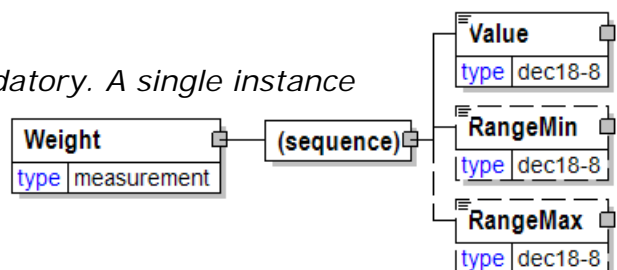 Value
type dec18-8
datory. A single instance
RangeMin
type dec18-8
Weight
type measurement
(sequence)
RangeMax
type dec18-8